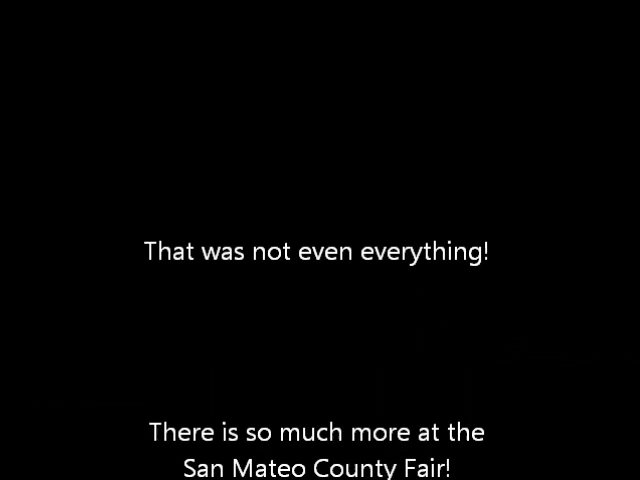 That was not even everything!
There is so much more at the
San Mateo County Fair!